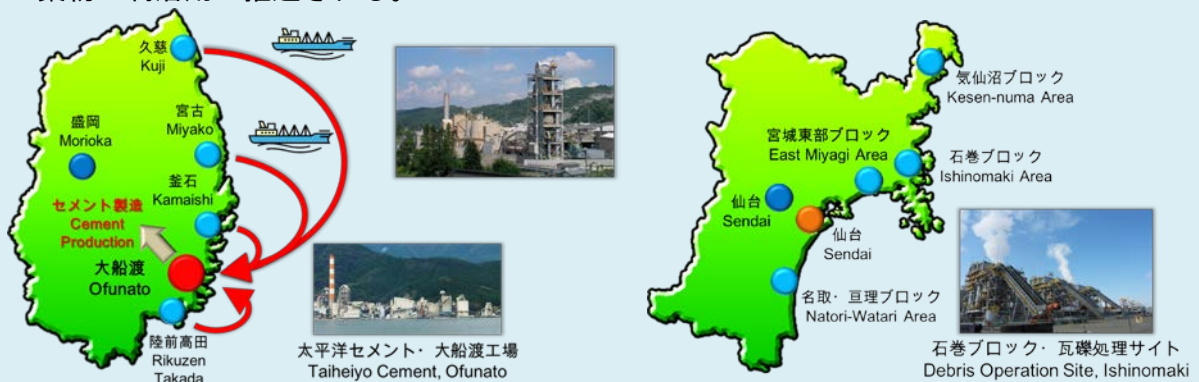 久慈
Kuji
宮古
Miyako
盛岡
Morioka
釜石
Kamaishi
セメント製造
Cement
Production
大船渡
Ofunato
陸前高田
Rikuzen
Takada
太平洋セメント・大船渡工場
Taiheiyo Cement, Ofunato
気仙沼ブロック
Kesen-numa Area
宮城東部ブロック
East Miyagi Area
石巻ブロック
Ishinomaki Area
仙台
Sendai
仙台
Sendai
名取・亘理ブロック
Natori-Watari Area
石巻ブロック・瓦礫処理サイト
Debris Operation Site, Ishinomaki